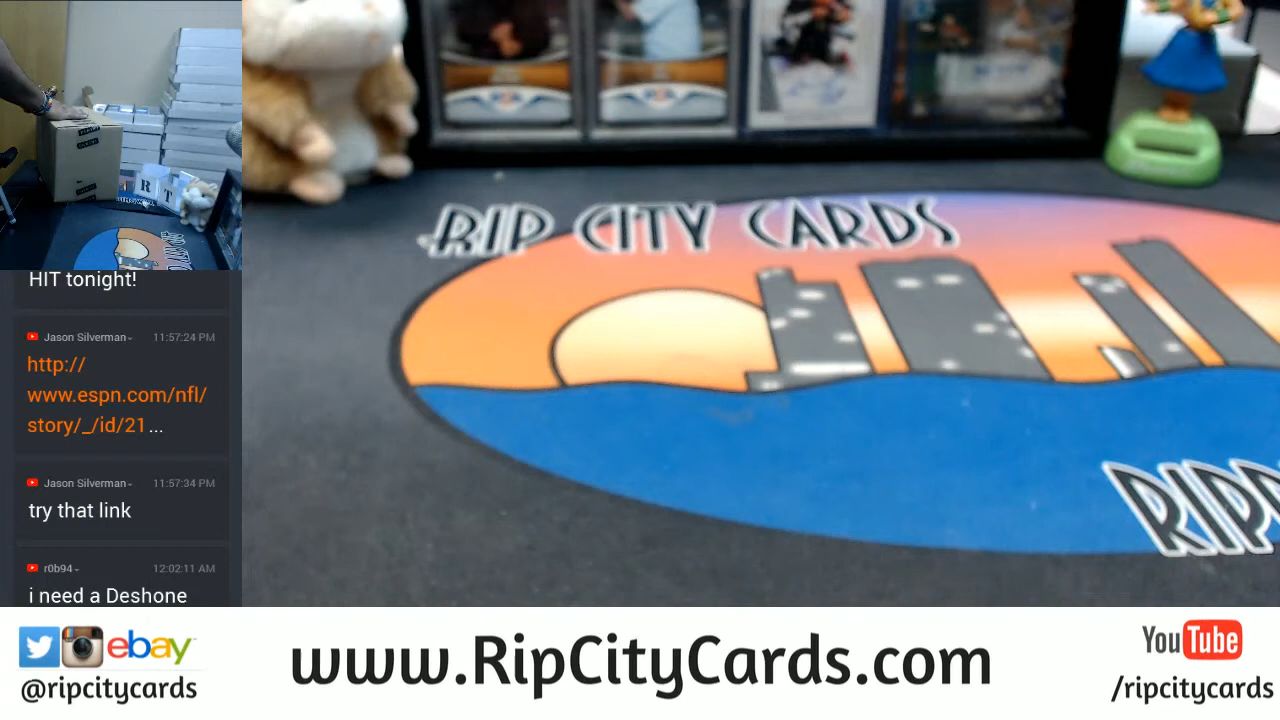 HIT tonight!
Jason Silverman 11:57:24 PM
http://
www.espn.com/nfl/
story/_/id/21...
Jason Silverman 11:57:34 PM
try that link
r0b94 12:02:11 AM
i need a Deshone
R T
RIP CITY CARDS
RIPP
ebay
@ripcitycards
www.RipCityCards.com
YouTube
/ripcitycards